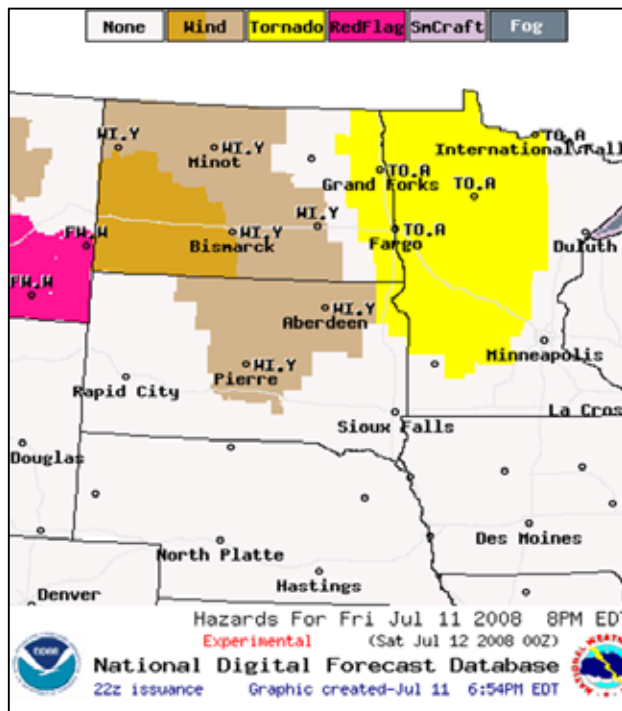 None Wind Tornado RedFlag SmCraft Fog
WI.Y WI.Y TO.A
Minot International Fall
TO.A
Grand Forks TO.A
WI.Y
FW.W WI.Y TO.A
Bismarck Fargo Duluth
FW.W
WI.Y
Aberdeen
Minneapolis
WI.Y
Pierre
Rapid City
La Cros
Sioux Falls
Douglas
Des Moines
North Platte
Hastings
Denver
Hazards For Fri Jul 11 2008 8PM EDT
Experimental (Sat Jul 12 2008 00Z)
National Digital Forecast Database
22z issuance Graphic created-Jul 11 6:54PM EDT